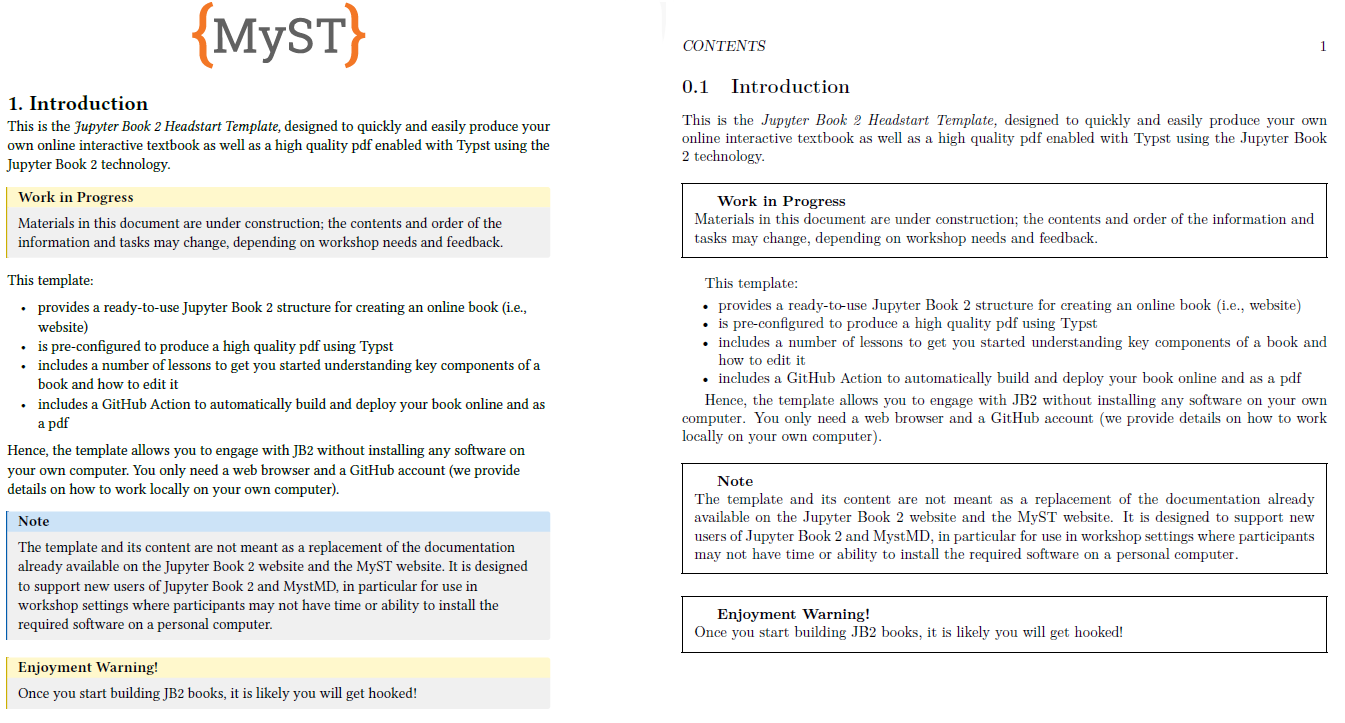 {MyST}
1. Introduction
This is the Jupyter Book 2 Headstart Template, designed to quickly and easily produce your
own online interactive textbook as well as a high quality pdf enabled with Typst using the
Jupyter Book 2 technology.
Work in Progress
Materials in this document are under construction; the contents and order of the
information and tasks may change, depending on workshop needs and feedback.
This template:
• provides a ready-to-use Jupyter Book 2 structure for creating an online book (i.e.,
website)
• is pre-configured to produce a high quality pdf using Typst
• includes a number of lessons to get you started understanding key components of a
book and how to edit it
• includes a GitHub Action to automatically build and deploy your book online and as
a pdf
Hence, the template allows you to engage with JB2 without installing any software on
your own computer. You only need a web browser and a GitHub account (we provide
details on how to work locally on your own computer).
Note
The template and its content are not meant as a replacement of the documentation
already available on the Jupyter Book 2 website and the MyST website. It is designed
to support new users of Jupyter Book 2 and MystMD, in particular for use in
workshop settings where participants may not have time or ability to install the
required software on a personal computer.
Enjoyment Warning!
Once you start building JB2 books, it is likely you will get hooked!
CONTENTS 1
0.1 Introduction
This is the Jupyter Book 2 Headstart Template, designed to quickly and easily produce your own
online interactive textbook as well as a high quality pdf enabled with Typst using the Jupyter Book
2 technology.
Work in Progress
Materials in this document are under construction; the contents and order of the information and
tasks may change, depending on workshop needs and feedback.
This template:
• provides a ready-to-use Jupyter Book 2 structure for creating an online book (i.e., website)
• is pre-configured to produce a high quality pdf using Typst
• includes a number of lessons to get you started understanding key components of a book and
how to edit it
• includes a GitHub Action to automatically build and deploy your book online and as a pdf
Hence, the template allows you to engage with JB2 without installing any software on your own
computer. You only need a web browser and a GitHub account (we provide details on how to work
locally on your own computer).
Note
The template and its content are not meant as a replacement of the documentation already
available on the Jupyter Book 2 website and the MyST website. It is designed to support new
users of Jupyter Book 2 and MystMD, in particular for use in workshop settings where participants
may not have time or ability to install the required software on a personal computer.
Enjoyment Warning!
Once you start building JB2 books, it is likely you will get hooked!